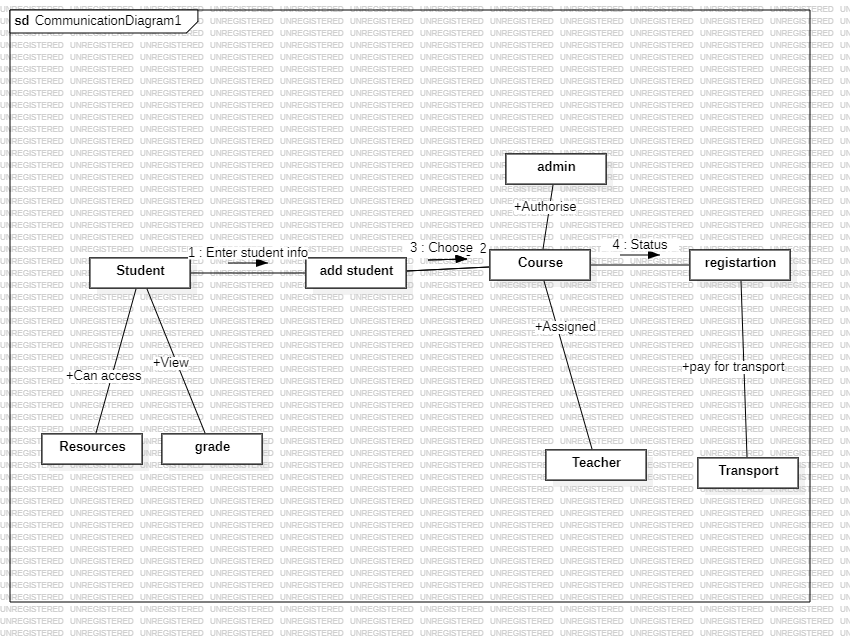 sd CommunicationDiagram1
admin
+Authorise
1 : Enter student info
3 : Choose 2
4 : Status
Student
add student
Course
registartion
+Assigned
+View
+Can access
+pay for transport
Resources
grade
Teacher
Transport
UNREGISTERED